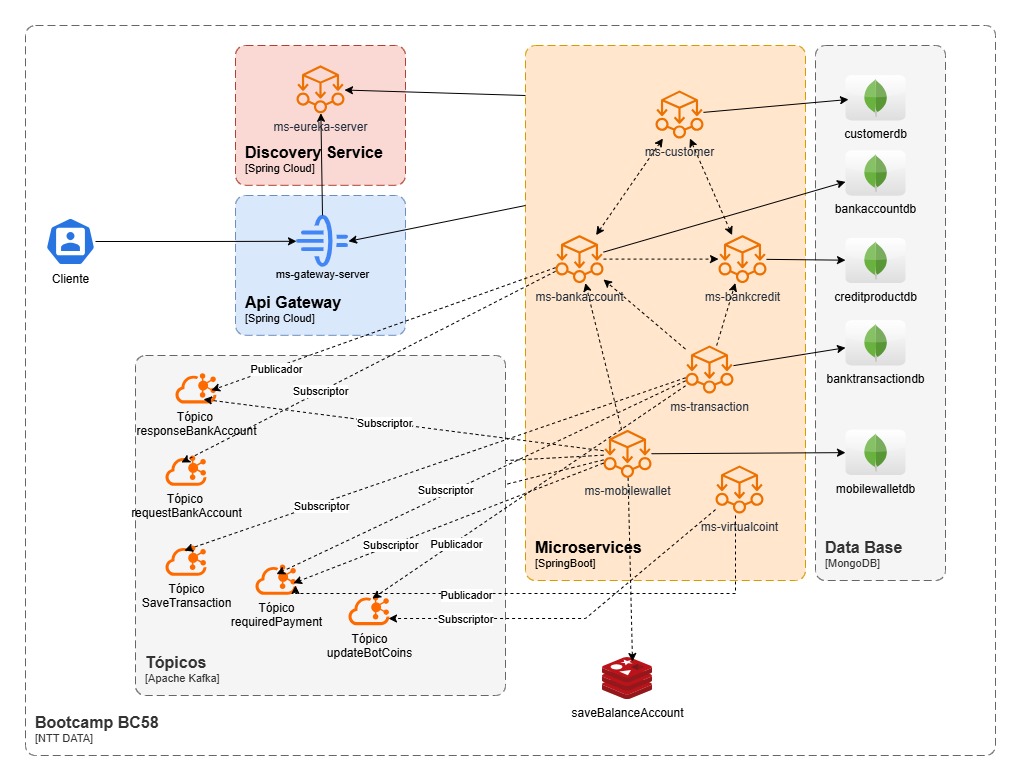 ms-eureka-server
Discovery Service
[Spring Cloud]
Cliente
ms-gateway-server
Api Gateway
[Spring Cloud]
ms-customer
ms-bankaccount
ms-bankcredit
ms-transaction
ms-mobilewallet
ms-virtualcoint
Microservices
[SpringBoot]
customerdb
bankaccountdb
creditproductdb
banktransactiondb
mobilewalletdb
Data Base
[MongoDB]
Publicador
Subscriptor
Subscriptor
Subscriptor
Subscriptor
Subscriptor
Publicador
Publicador
Subscriptor
Tópico
responseBankAccount
Tópico
requestBankAccount
Tópico
SaveTransaction
Tópico
requiredPayment
Tópico
updateBotCoins
Tópicos
[Apache Kafka]
saveBalanceAccount
Bootcamp BC58
[NTT DATA]